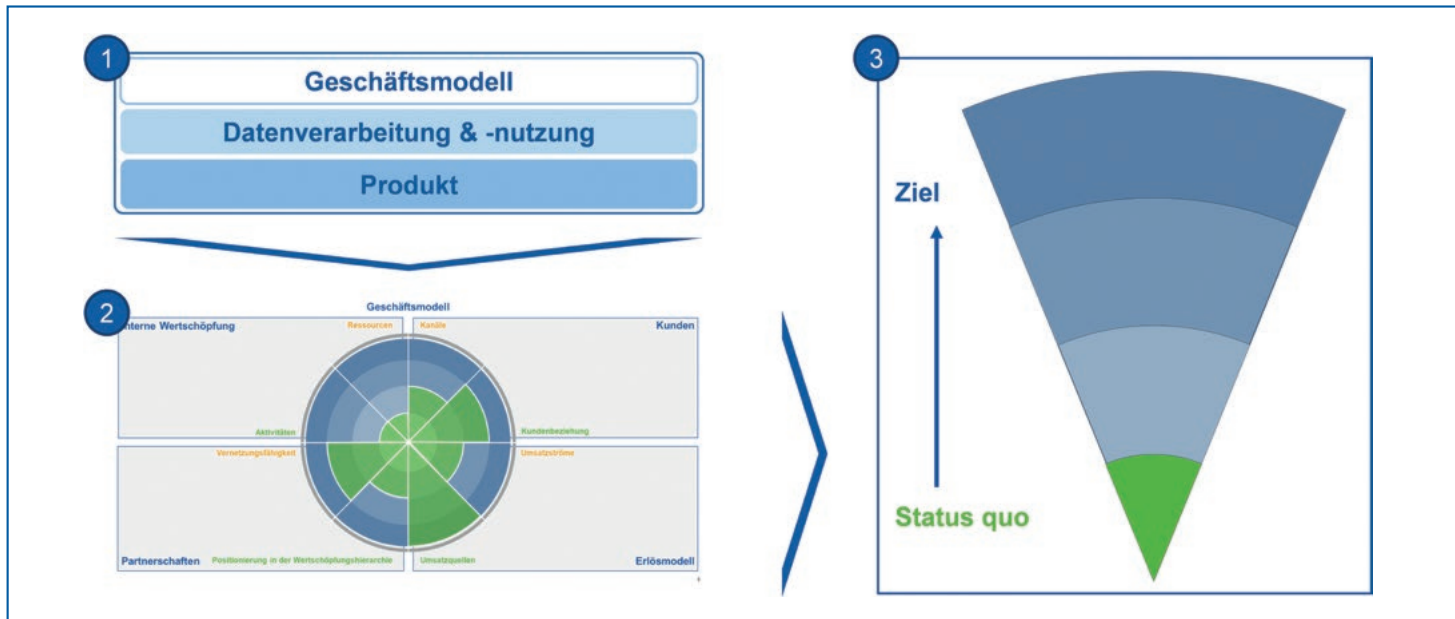 1
Geschäftsmodell
Datenverarbeitung & -nutzung
Produkt
2
Geschäftsmodell
nterne Wertschöpfung
Ressourcen
Kanäle
Kunden
Aktivitäten
Kundenbeziehung
Vernetzungsfähigkeit
Umsatzströme
Partnerschaften
Positionierung in der Wertschöpfungshierarchie
Umsatzquellen
Erlösmodell
3
Ziel
Status quo